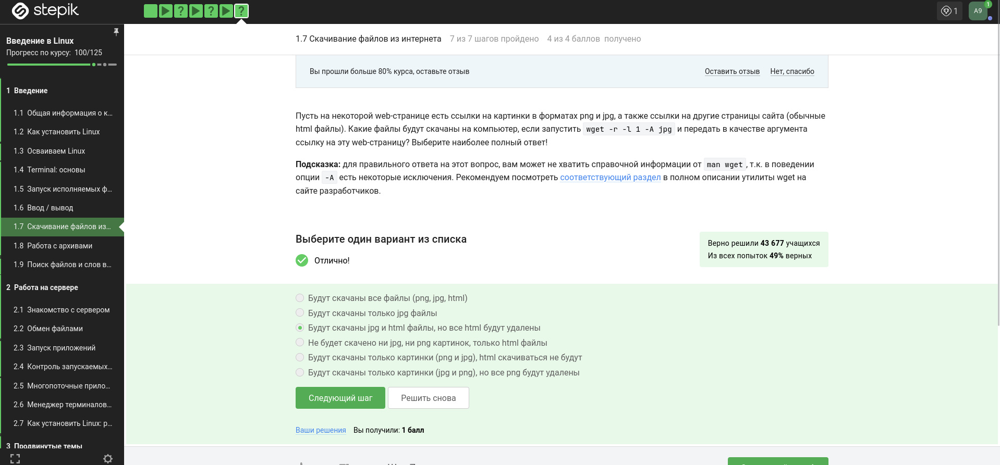 stepik
? ? ?
1
A9
1
Введение в Linux
Прогресс по курсу: 100/125
1 Введение
1.1 Общая информация о к…
1.2 Как установить Linux
1.3 Осваиваем Linux
1.4 Terminal: основы
1.5 Запуск исполняемых ф…
1.6 Ввод / вывод
1.7 Скачивание файлов из…
1.8 Работа с архивами
1.9 Поиск файлов и слов в…
2 Работа на сервере
2.1 Знакомство с сервером
2.2 Обмен файлами
2.3 Запуск приложений
2.4 Контроль запускаемых…
2.5 Многопоточные прило…
2.6 Менеджер терминалов…
2.7 Как установить Linux: р…
3 Продвинутые темы
1.7 Скачивание файлов из интернета 7 из 7 шагов пройдено 4 из 4 баллов получено
Вы прошли больше 80% курса, оставьте отзыв Оставить отзыв Нет, спасибо
Пусть на некоторой web-странице есть ссылки на картинки в форматах png и jpg, а также ссылки на другие страницы сайта (обычные
html файлы). Какие файлы будут скачаны на компьютер, если запустить wget -r -l 1 -A jpg и передать в качестве аргумента
ссылку на эту web-страницу? Выберите наиболее полный ответ!
Подсказка: для правильного ответа на этот вопрос, вам может не хватить справочной информации от man wget, т.к. в поведении
опции -A есть некоторые исключения. Рекомендуем посмотреть соответствующий раздел в полном описании утилиты wget на
сайте разработчиков.
Выберите один вариант из списка
Отлично!
Верно решили 43 677 учащихся
Из всех попыток 49% верных
Будут скачаны все файлы (png, jpg, html)
Будут скачаны только jpg файлы
Будут скачаны jpg и html файлы, но все html будут удалены
Не будет скачено ни jpg, ни png картинок, только html файлы
Будут скачаны только картинки (png и jpg), html скачиваться не будут
Будут скачаны только картинки (jpg и png), но все png будут удалены
Следующий шаг Решить снова
Ваши решения Вы получили: 1 балл